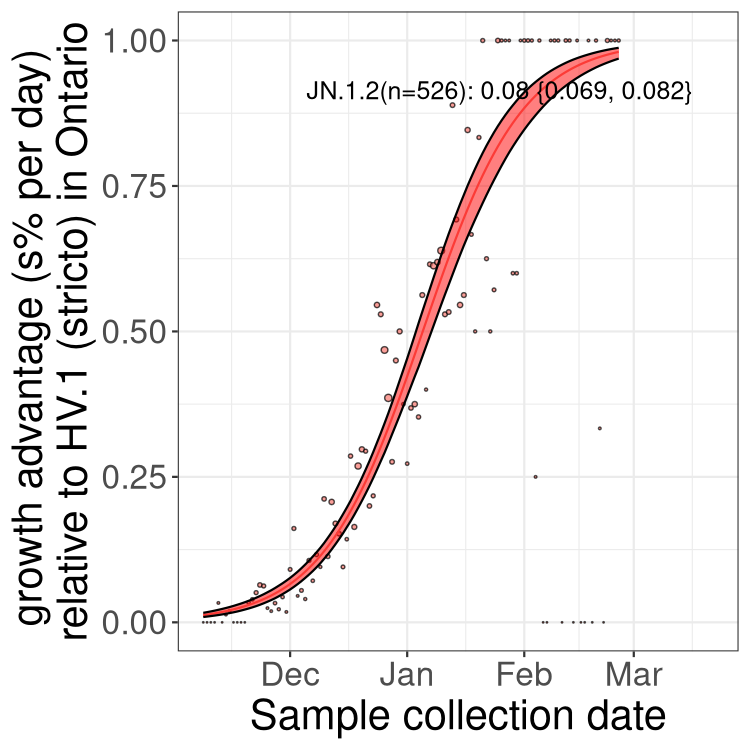 growth advantage (s% per day)
relative to HV.1 (stricto) in Ontario
1.00
0.75
0.50
0.25
0.00
JN.1.2(n=526): 0.08 {0.069, 0.082}
Dec Jan Feb Mar
Sample collection date